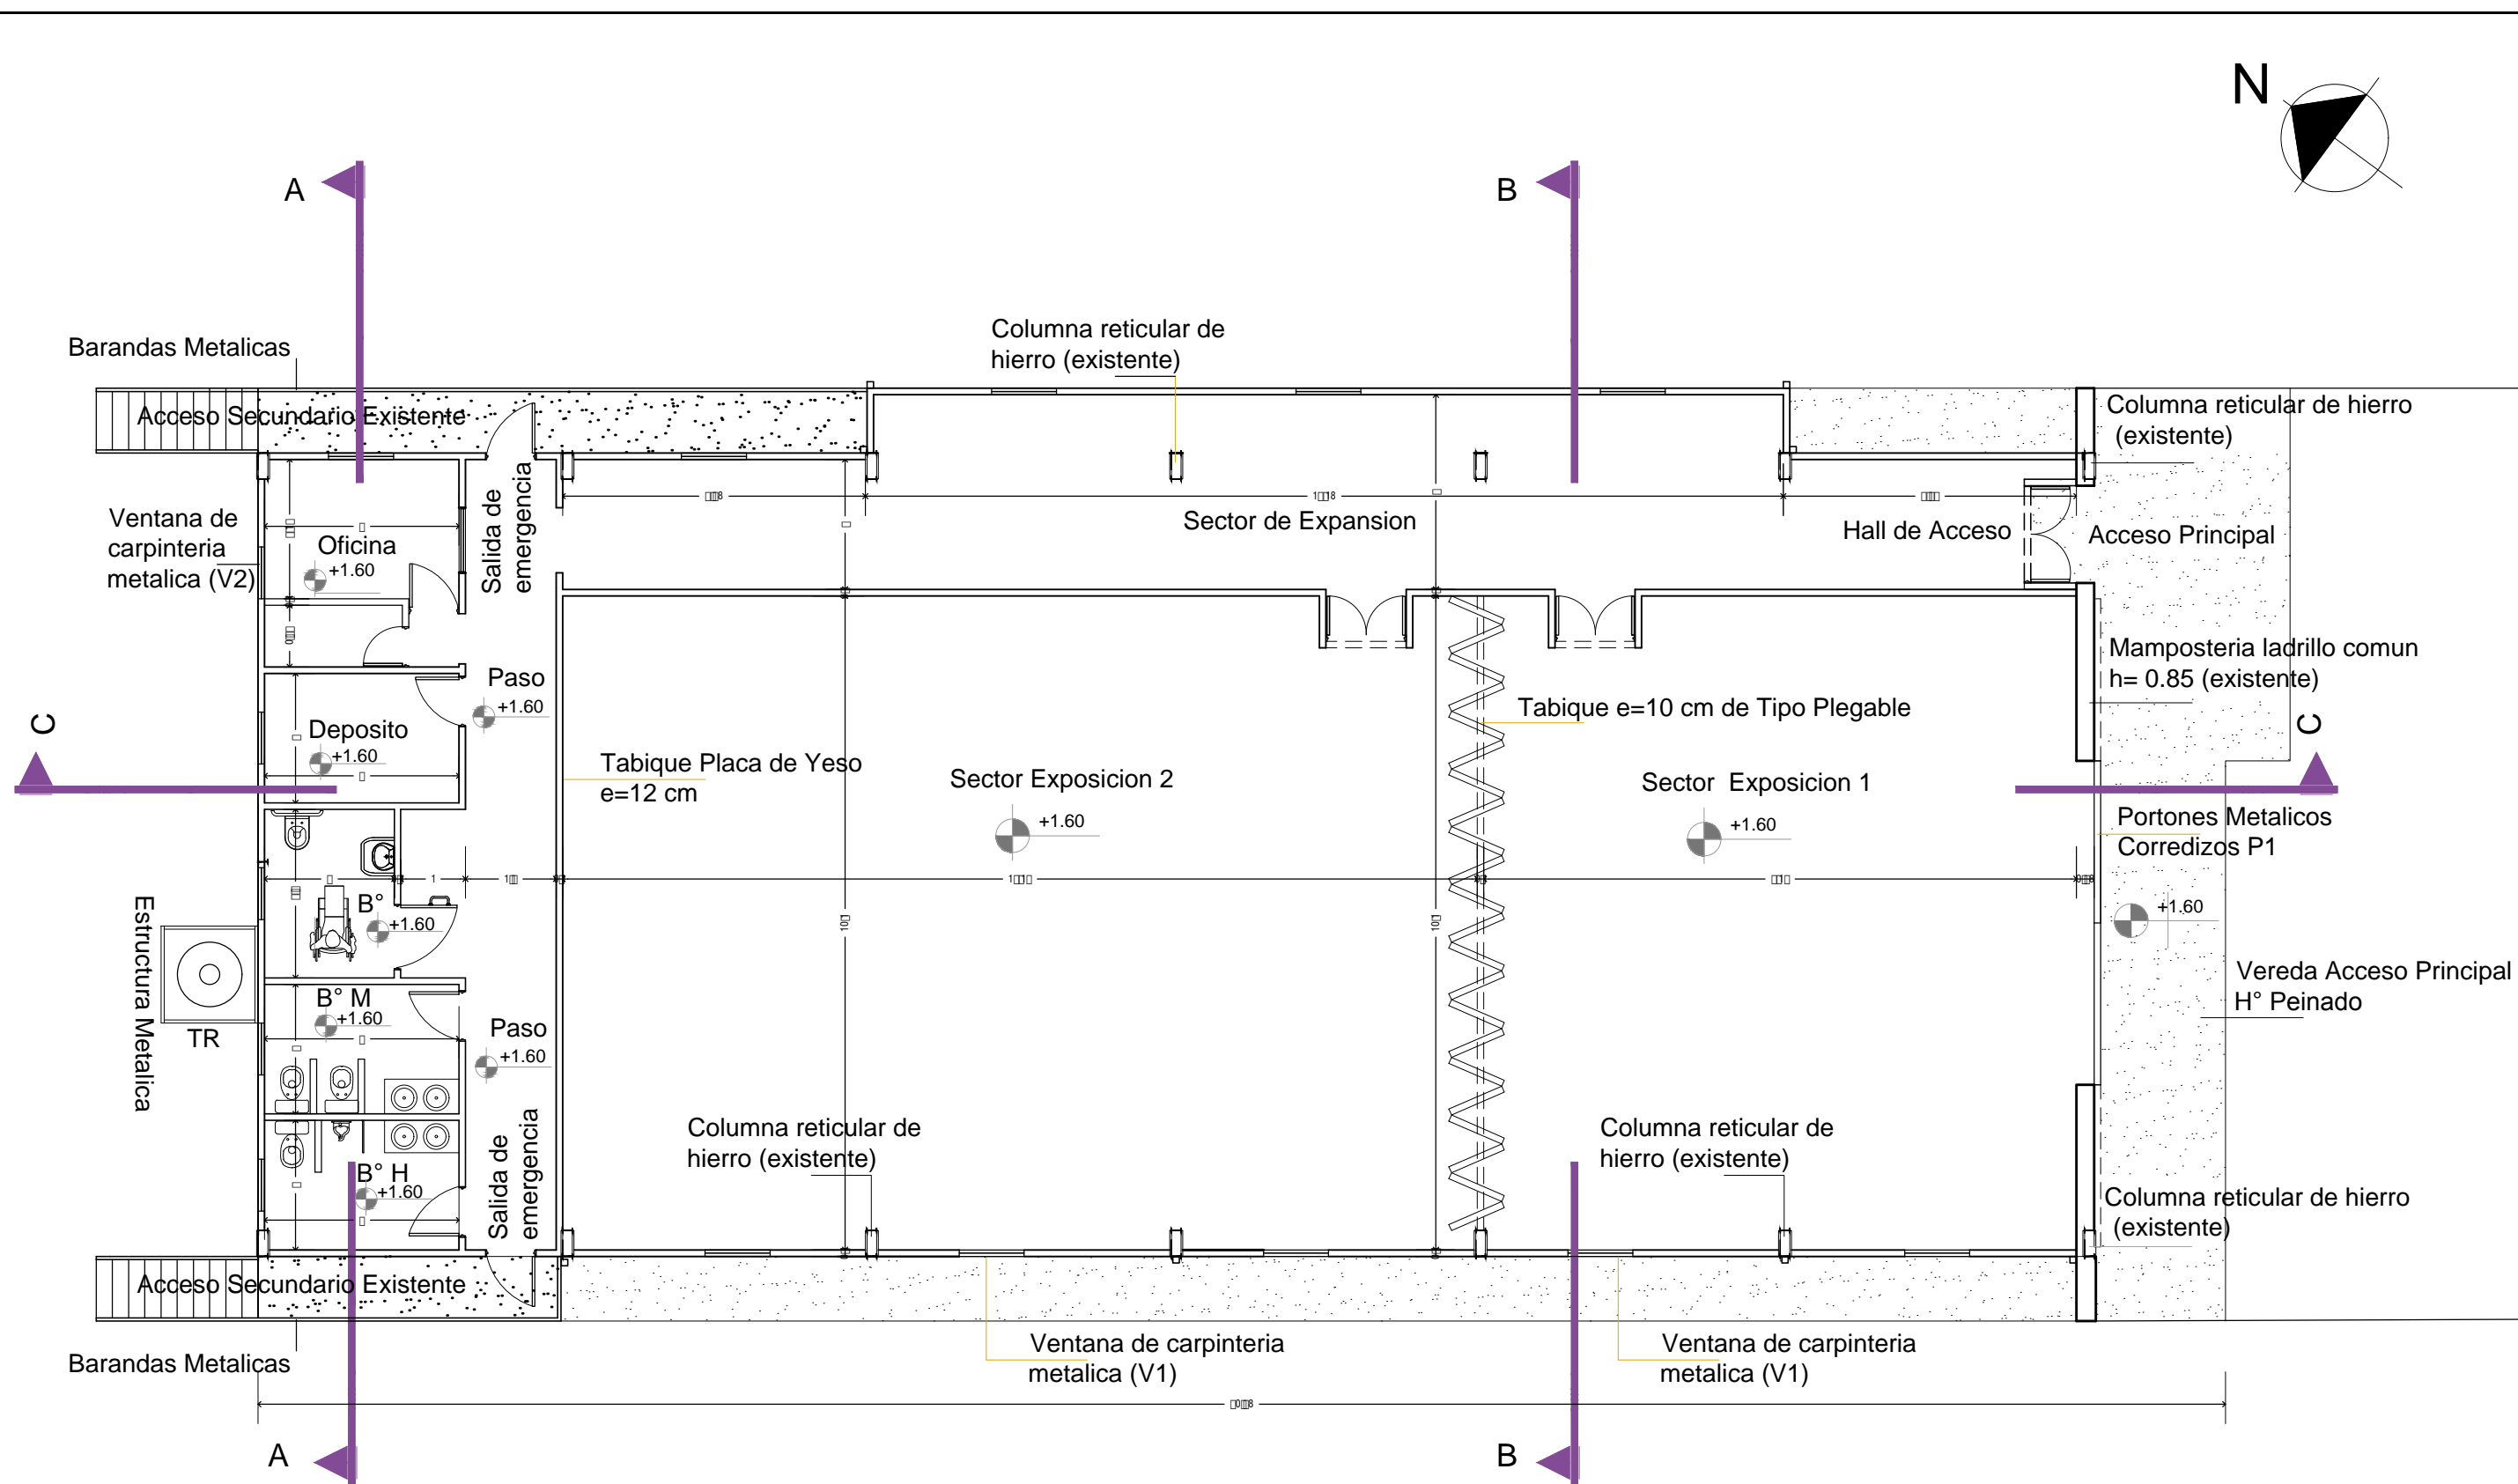 N
A
B
Columna reticular de
hierro (existente)
Barandas Metalicas
Acceso Secundario Existente
Columna reticular de hierro
(existente)
Salida de
emergencia
Ventana de
carpinteria
metalica (V2)
Oficina
+1.60
Sector de Expansion
Hall de Acceso
Acceso Principal
Mamposteria ladrillo comun
h= 0.85 (existente)
Paso
+1.60
Tabique e=10 cm de Tipo Plegable
C
Deposito
+1.60
Tabique Placa de Yeso
e=12 cm
Sector Exposicion 2
+1.60
Sector Exposicion 1
+1.60
C
Portones Metalicos
Corredizos P1
B°
+1.60
+1.60
Estructura Metalica
TR
Vereda Acceso Principal
H° Peinado
B° M
+1.60
Paso
+1.60
Salida de
emergencia
Columna reticular de
hierro (existente)
Columna reticular de
hierro (existente)
B° H
+1.60
Columna reticular de hierro
(existente)
Acceso Secundario Existente
Barandas Metalicas
Ventana de carpinteria
metalica (V1)
Ventana de carpinteria
metalica (V1)
A
B